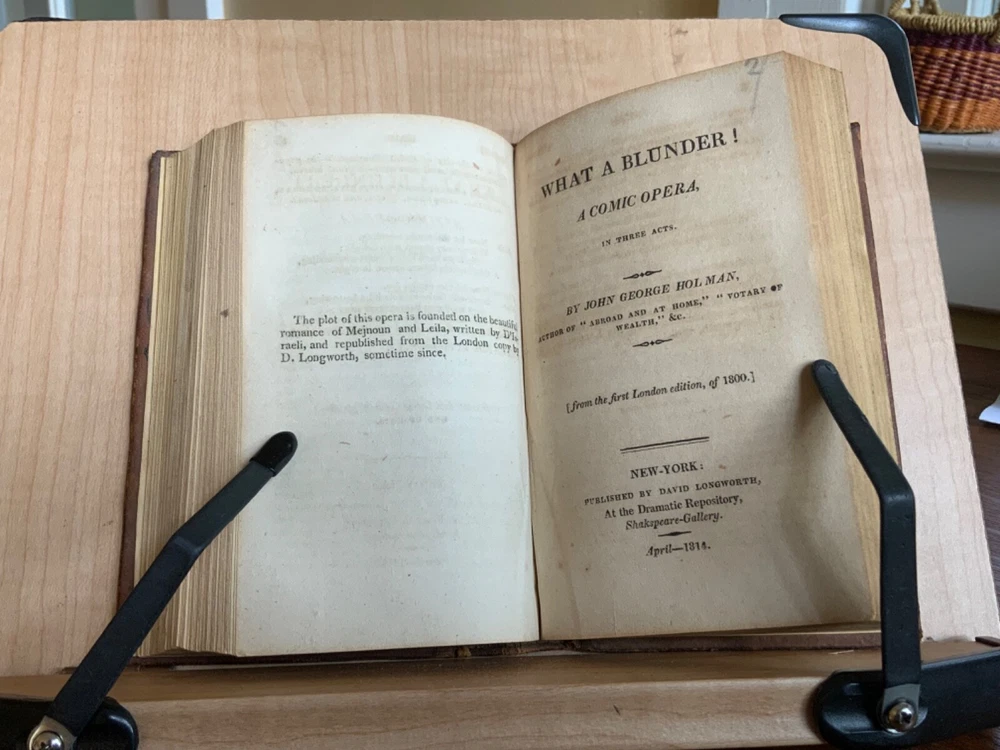 The plot of this opera is founded on the beautiful
romance of Mejnoun and Leila, written by D'Is-
raeli, and republished from the London copy by
D. Longworth, sometime since.
2
WHAT A BLUNDER!
A COMIC OPERA,
IN THREE ACTS.
BY JOHN GEORGE HOLMAN,
AUTHOR OF "ABROAD AND AT HOME," "VOTARY OF
WEALTH," &c.
[from the first London edition, of 1800.]
NEW-YORK:
PUBLISHED BY DAVID LONGWORTH,
At the Dramatic Repository,
Shakspeare-Gallery.
April—1814.